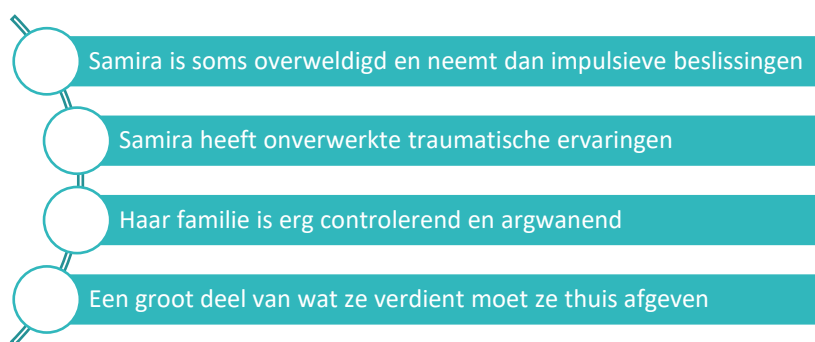 Samira is soms overweldigd en neemt dan impulsieve beslissingen
Samira heeft onverwerkte traumatische ervaringen
Haar familie is erg controlerend en argwanend
Een groot deel van wat ze verdient moet ze thuis afgeven